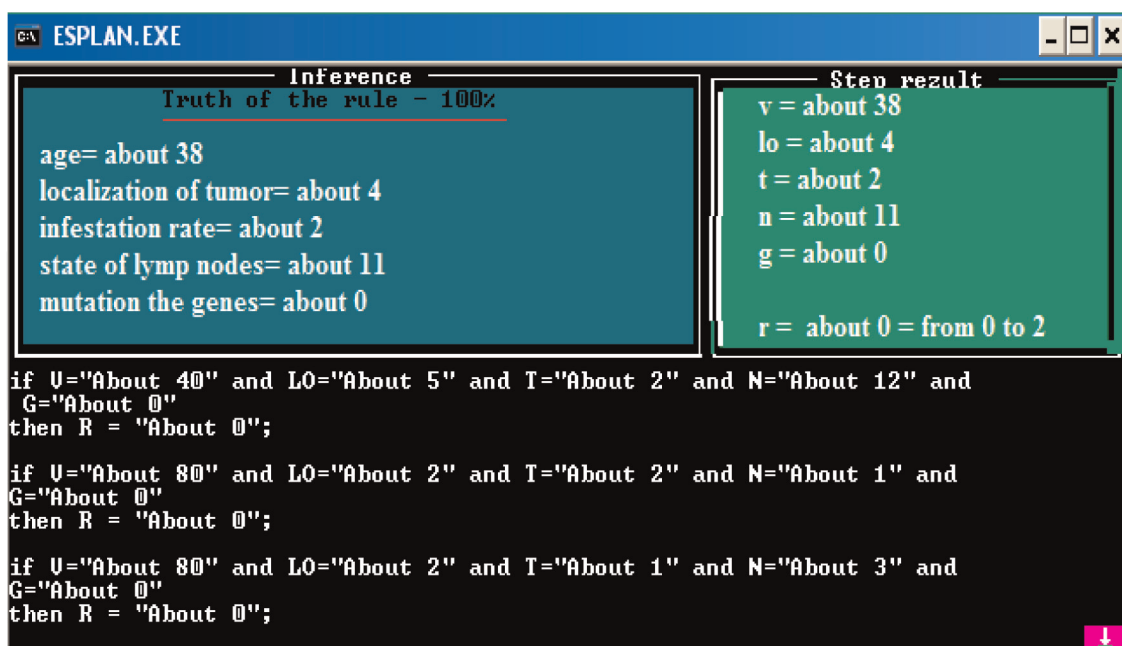 ESPLAN.EXE
Inference
Truth of the rule - 100%
age= about 38
localization of tumor= about 4
infestation rate= about 2
state of lymp nodes= about 11
mutation the genes= about 0
Step rezult
v = about 38
lo = about 4
t = about 2
n = about 11
g = about 0
r =  about 0 = from 0 to 2
if V="About 40" and LO="About 5" and T="About 2" and N="About 12" and
G="About 0"
then R = "About 0";
if V="About 80" and LO="About 2" and T="About 2" and N="About 1" and
G="About 0"
then R = "About 0";
if V="About 80" and LO="About 2" and T="About 1" and N="About 3" and
G="About 0"
then R = "About 0";